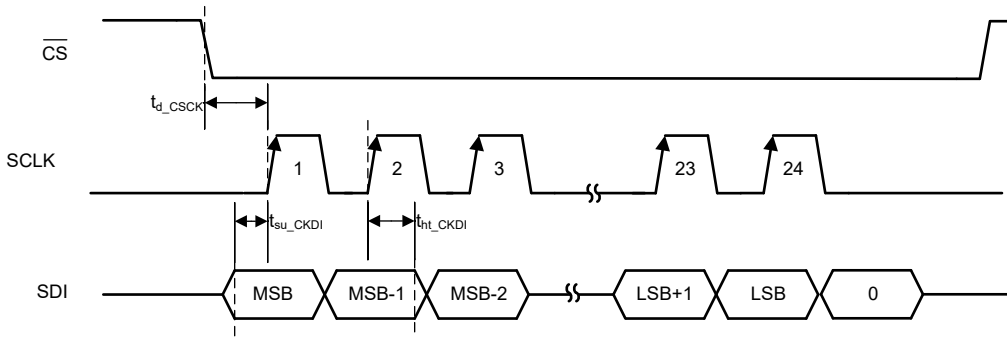 CS
t_d_CSCK
SCLK 1 2 3 23 24
t_su_CKDI t_ht_CKDI
SDI MSB MSB-1 MSB-2 LSB+1 LSB 0